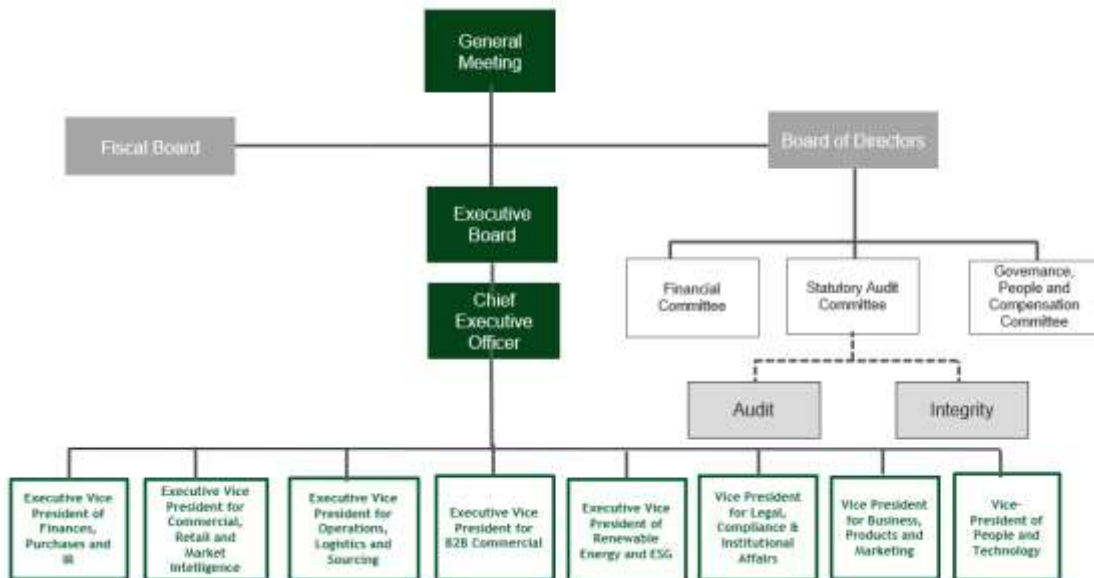 General
Meeting
Fiscal Board
Board of Directors
Executive
Board
Chief
Executive
Officer
Financial
Committee
Statutory Audit
Committee
Governance,
People and
Compensation
Committee
Audit
Integrity
Executive Vice
President of
Finances,
Purchases and
IR
Executive Vice
President for
Commercial,
Retail and
Market
Intelligence
Executive Vice
President for
Operations,
Logistics and
Sourcing
Executive Vice
President for
B2B Commercial
Executive Vice
President of
Renewable
Energy and ESG
Vice President
for Legal,
Compliance &
Institutional
Affairs
Vice President
for Business,
Products and
Marketing
Vice-
President of
People and
Technology